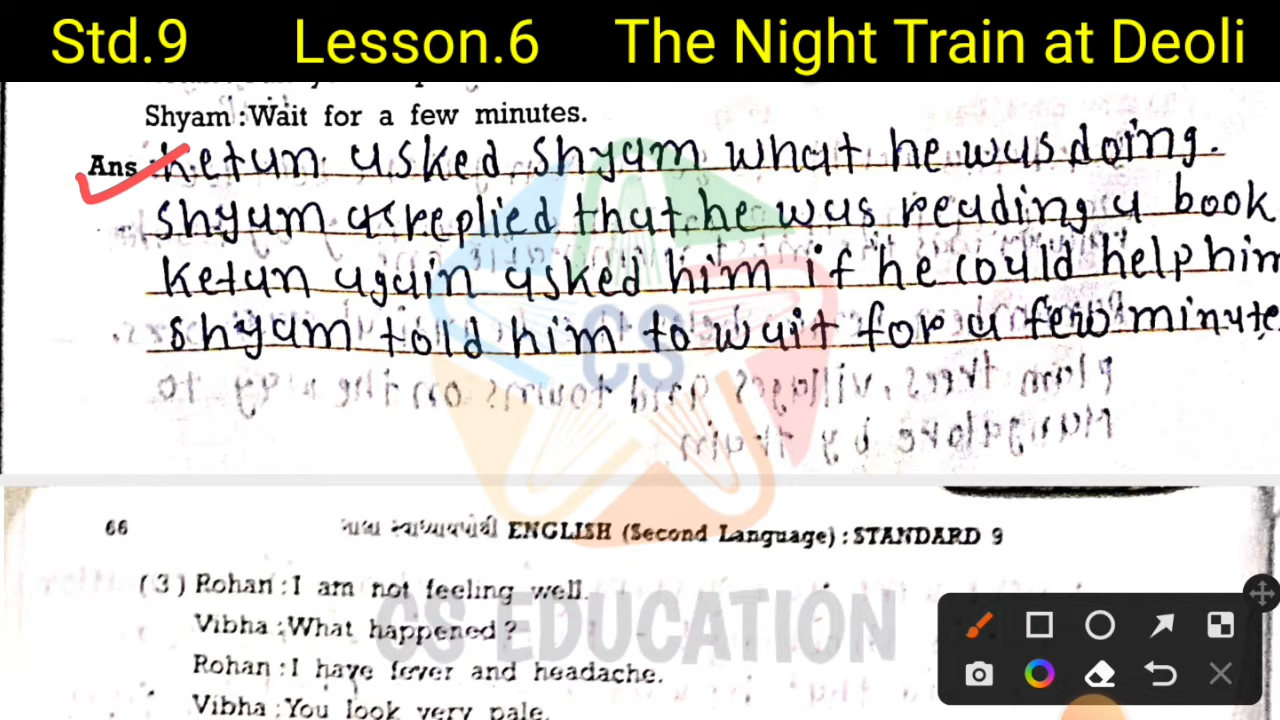 Std.9 Lesson.6 The Night Train at Deoli
Shyam : Wait for a few minutes.
Ans Ketan asked Shyam what he was doing.
Shyam replied that he was reading a book
Ketan again asked him if he could help him
Shyam told him to wait for a few minute
CS
66 ENGLISH (Second Language) : STANDARD 9
(3) Rohan : I am not feeling well.
CS EDUCATION
Vibha : What happened ?
Rohan : I have fever and headache.
Vibha : You look very pale.